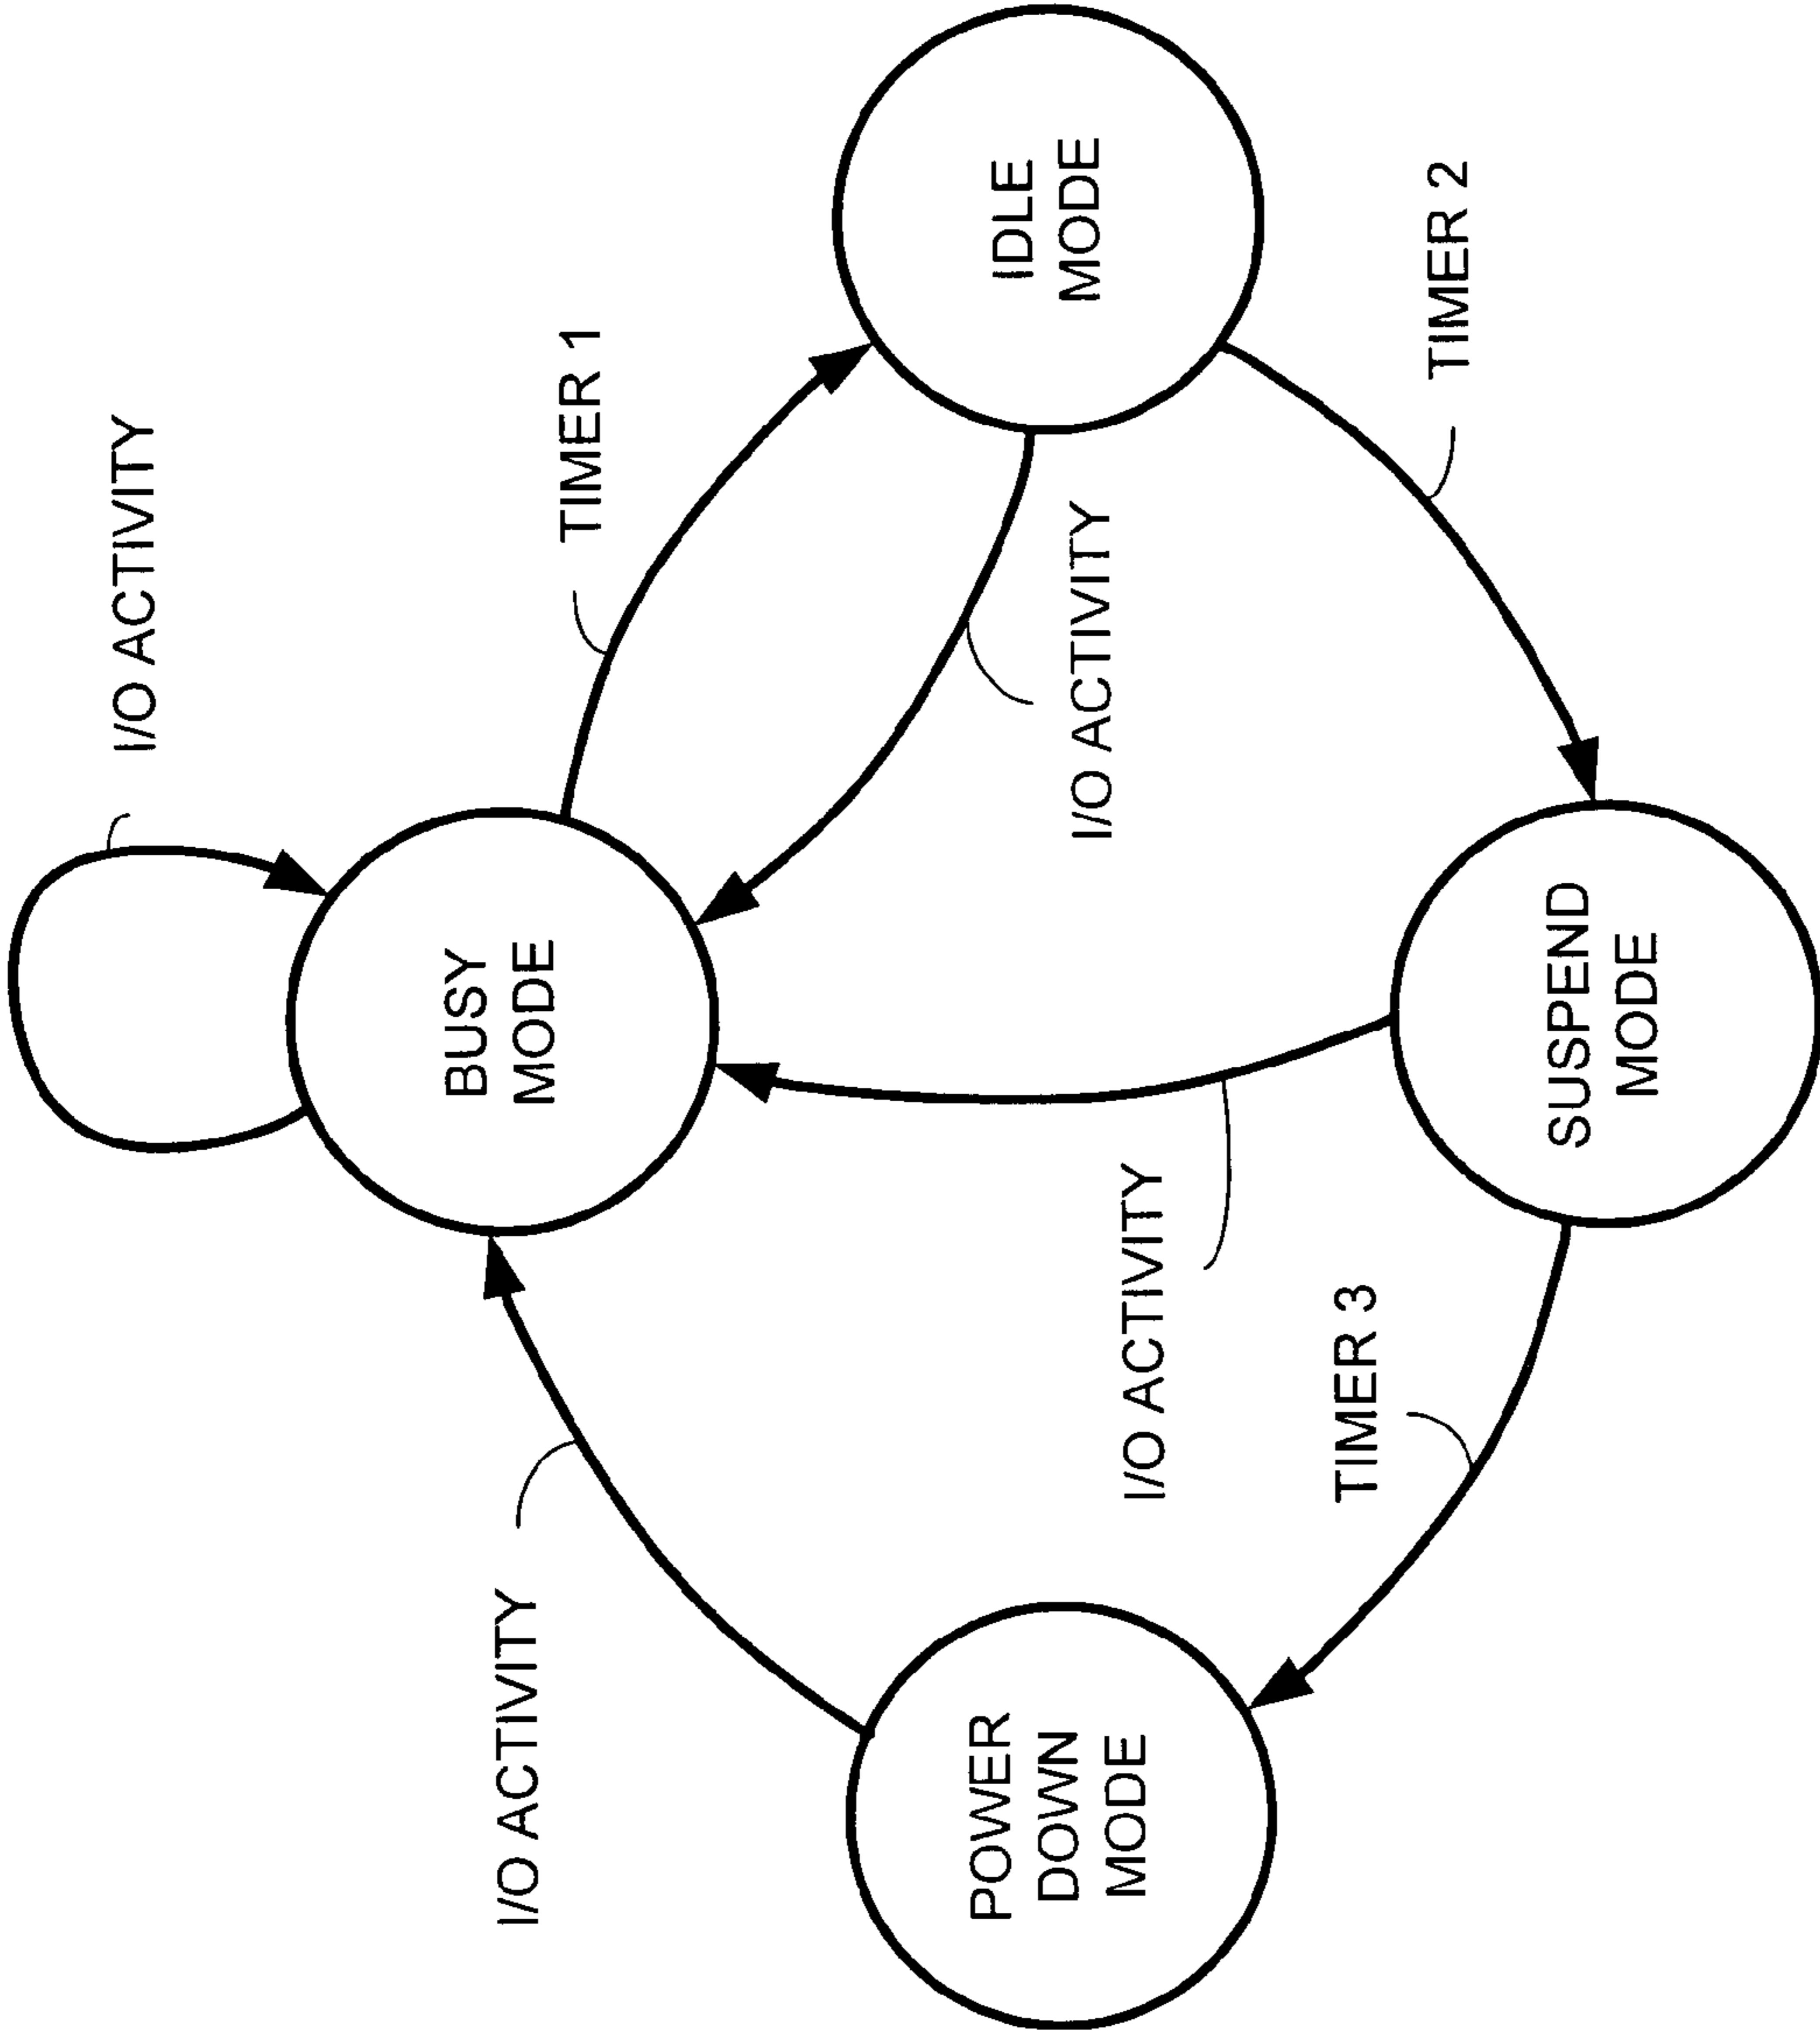 I/O ACTIVITY
BUSY
MODE
TIMER 1
I/O ACTIVITY
IDLE
MODE
I/O ACTIVITY
POWER
DOWN
MODE
I/O ACTIVITY
TIMER 3
TIMER 2
SUSPEND
MODE